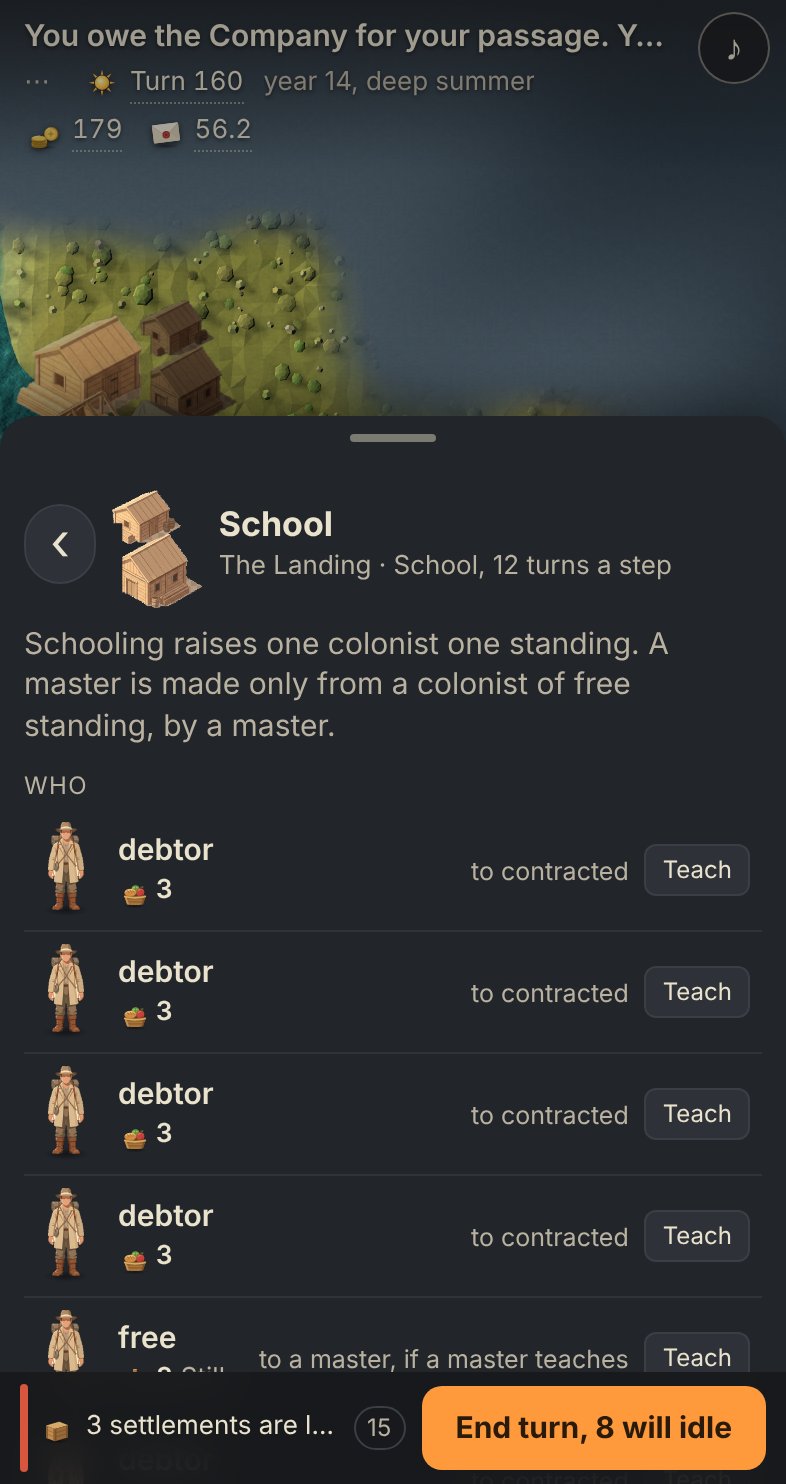 You owe the Company for your passage. Y...
... Turn 160 year 14, deep summer
179 56.2
School
The Landing · School, 12 turns a step
Schooling raises one colonist one standing. A
master is made only from a colonist of free
standing, by a master.
WHO
debtor
3
to contracted Teach
debtor
3
to contracted Teach
debtor
3
to contracted Teach
debtor
3
to contracted Teach
free
to a master, if a master teaches Teach
3 settlements are l... 15 End turn, 8 will idle